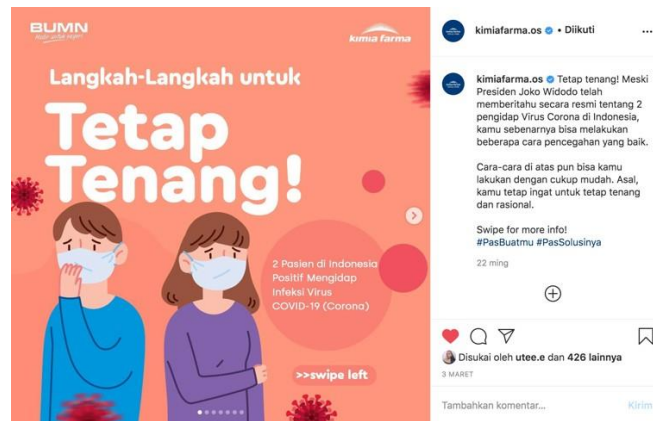 BUMN
Hadir untuk negeri
kimia farma
Langkah-Langkah untuk
Tetap
Tenang!
2 Pasien di Indonesia
Positif Mengidap
Infeksi Virus
COVID-19 (Corona)
>>swipe left
kimiafarma.os • Diikuti
kimiafarma.os Tetap tenang! Meski
Presiden Joko Widodo telah
memberitahu secara resmi tentang 2
pengidap Virus Corona di Indonesia,
kamu sebenarnya bisa melakukan
beberapa cara pencegahan yang baik.
Cara-cara di atas pun bisa kamu
lakukan dengan cukup mudah. Asal,
kamu tetap ingat untuk tetap tenang
dan rasional.
Swipe for more info!
#PasBuatmu #PasSolusinya
22 ming
Disukai oleh utee.e dan 426 lainnya
3 MARET
Tambahkan komentar...
Kirim